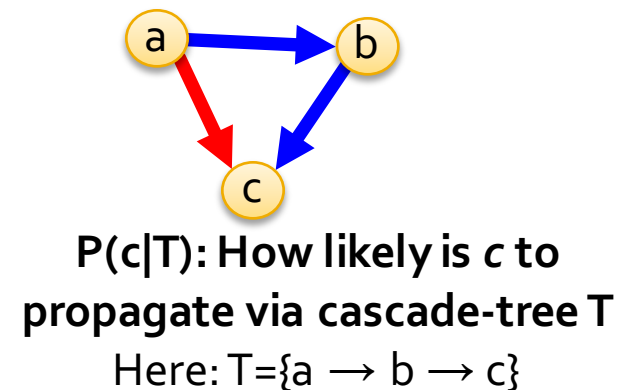 a
b
c
P(c|T): How likely is c to
propagate via cascade-tree T
Here: T={a → b → c}